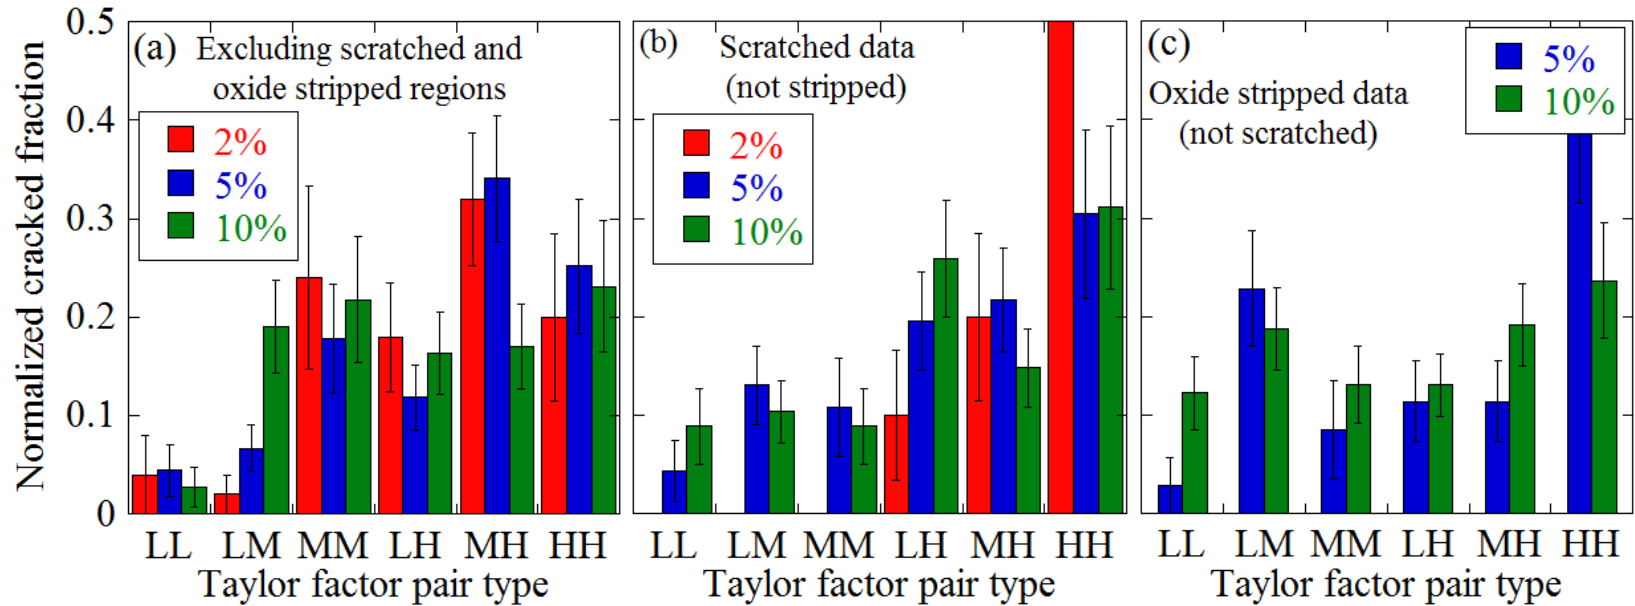 Normalized cracked fraction
0.5
0.4
0.3
0.2
0.1
0
(a) Excluding scratched and
oxide stripped regions
2%
5%
10%
LL LM MM LH MH HH
Taylor factor pair type
(b) Scratched data
(not stripped)
2%
5%
10%
LL LM MM LH MH HH
Taylor factor pair type
(c)
5%
10%
Oxide stripped data
(not scratched)
LL LM MM LH MH HH
Taylor factor pair type